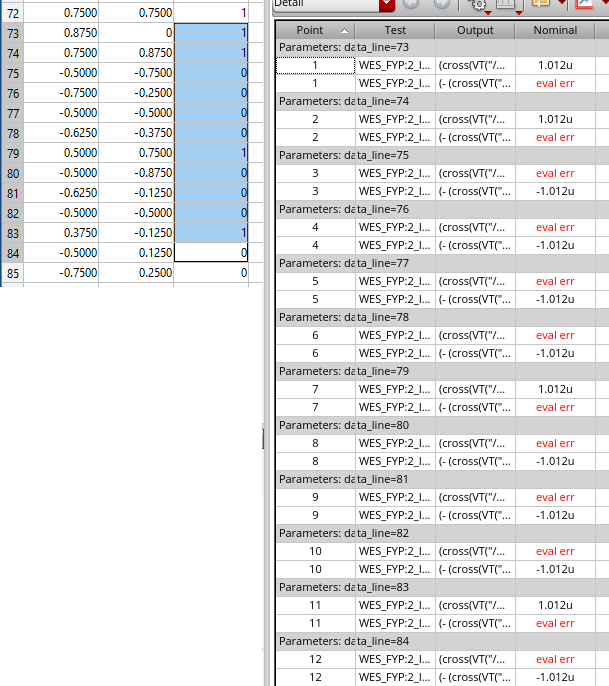 72 0.7500 0.7500 1
73 0.8750 0 1
74 0.7500 0.8750 1
75 -0.5000 -0.7500 0
76 -0.7500 -0.2500 0
77 -0.5000 -0.5000 0
78 -0.6250 -0.3750 0
79 0.5000 0.7500 1
80 -0.5000 -0.8750 0
81 -0.6250 -0.1250 0
82 -0.5000 -0.5000 0
83 0.3750 -0.1250 1
84 -0.5000 0.1250 0
85 -0.7500 0.2500 0
Detail
Point Test Output Nominal
Parameters: data_line=73
1 WES_FYP:2_I... (cross(VT("/... 1.012u
1 WES_FYP:2_I... (- (cross(VT("... eval err
Parameters: data_line=74
2 WES_FYP:2_I... (cross(VT("/... 1.012u
2 WES_FYP:2_I... (- (cross(VT("... eval err
Parameters: data_line=75
3 WES_FYP:2_I... (cross(VT("/... eval err
3 WES_FYP:2_I... (- (cross(VT("... -1.012u
Parameters: data_line=76
4 WES_FYP:2_I... (cross(VT("/... eval err
4 WES_FYP:2_I... (- (cross(VT("... -1.012u
Parameters: data_line=77
5 WES_FYP:2_I... (cross(VT("/... eval err
5 WES_FYP:2_I... (- (cross(VT("... -1.012u
Parameters: data_line=78
6 WES_FYP:2_I... (cross(VT("/... eval err
6 WES_FYP:2_I... (- (cross(VT("... -1.012u
Parameters: data_line=79
7 WES_FYP:2_I... (cross(VT("/... 1.012u
7 WES_FYP:2_I... (- (cross(VT("... eval err
Parameters: data_line=80
8 WES_FYP:2_I... (cross(VT("/... eval err
8 WES_FYP:2_I... (- (cross(VT("... -1.012u
Parameters: data_line=81
9 WES_FYP:2_I... (cross(VT("/... eval err
9 WES_FYP:2_I... (- (cross(VT("... -1.012u
Parameters: data_line=82
10 WES_FYP:2_I... (cross(VT("/... eval err
10 WES_FYP:2_I... (- (cross(VT("... -1.012u
Parameters: data_line=83
11 WES_FYP:2_I... (cross(VT("/... 1.012u
11 WES_FYP:2_I... (- (cross(VT("... eval err
Parameters: data_line=84
12 WES_FYP:2_I... (cross(VT("/... eval err
12 WES_FYP:2_I... (- (cross(VT("... -1.012u